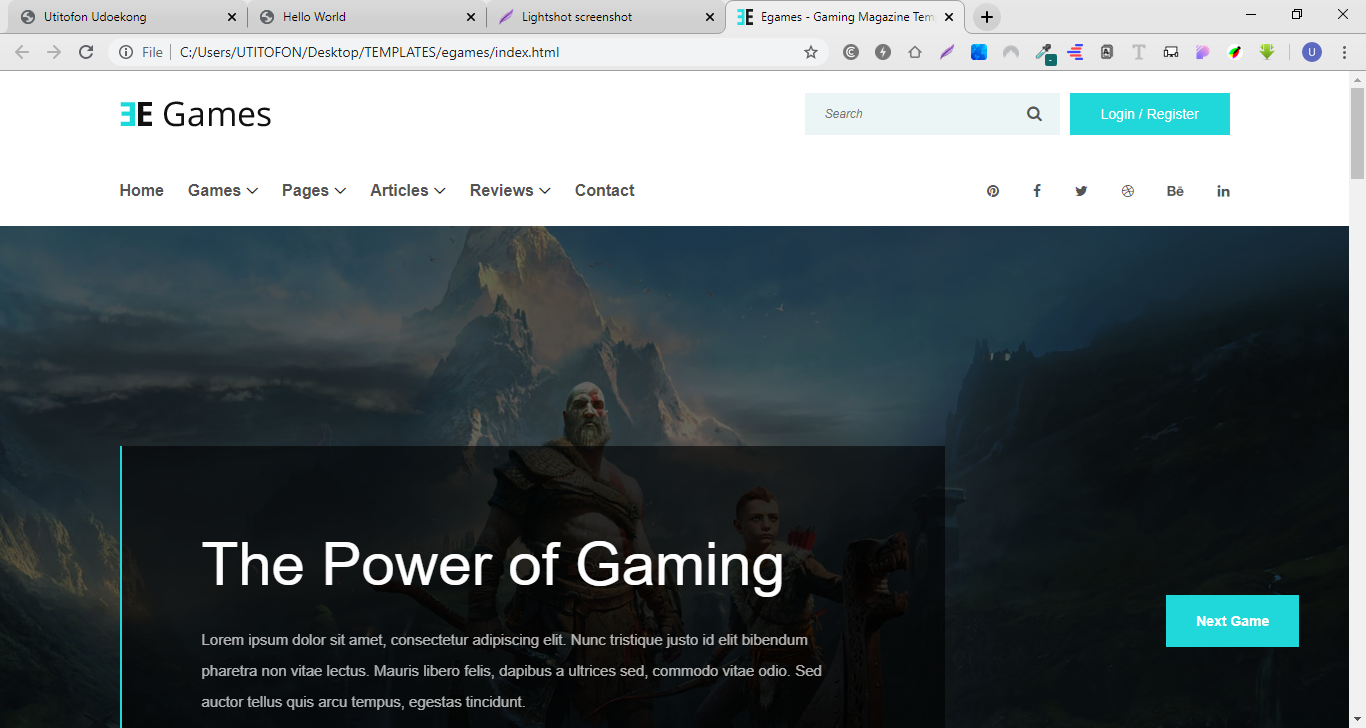 Utitofon Udoekong
Hello World
Lightshot screenshot
Egames - Gaming Magazine Tem
File
C:/Users/UTITOFON/Desktop/TEMPLATES/egames/index.html
U
ƎE Games
Search
Login / Register
Home
Games
Pages
Articles
Reviews
Contact
Bē
in
The Power of Gaming
Lorem ipsum dolor sit amet, consectetur adipiscing elit. Nunc tristique justo id elit bibendum
pharetra non vitae lectus. Mauris libero felis, dapibus a ultrices sed, commodo vitae odio. Sed
auctor tellus quis arcu tempus, egestas tincidunt.
Next Game